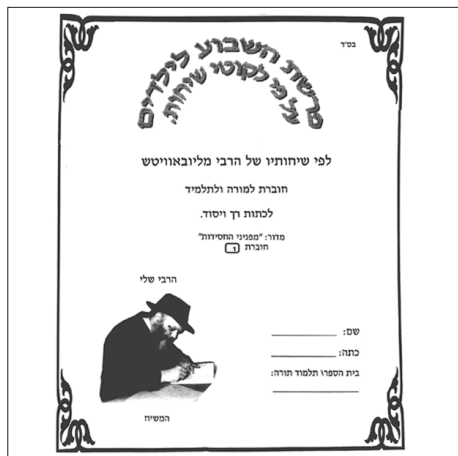 בס"ד
פרשת השבוע לילדים
על פי לקוטי שיחות.
לפי שיחותיו של הרבי מליובאוויטש
חוברת למורה ולתלמיד
לכתות רך ויסוד.
מדור: "מפניני החסידות"
חוברת 1
הרבי שלי
שם:
כתה:
בית הספר\ תלמוד תורה:
המשיח